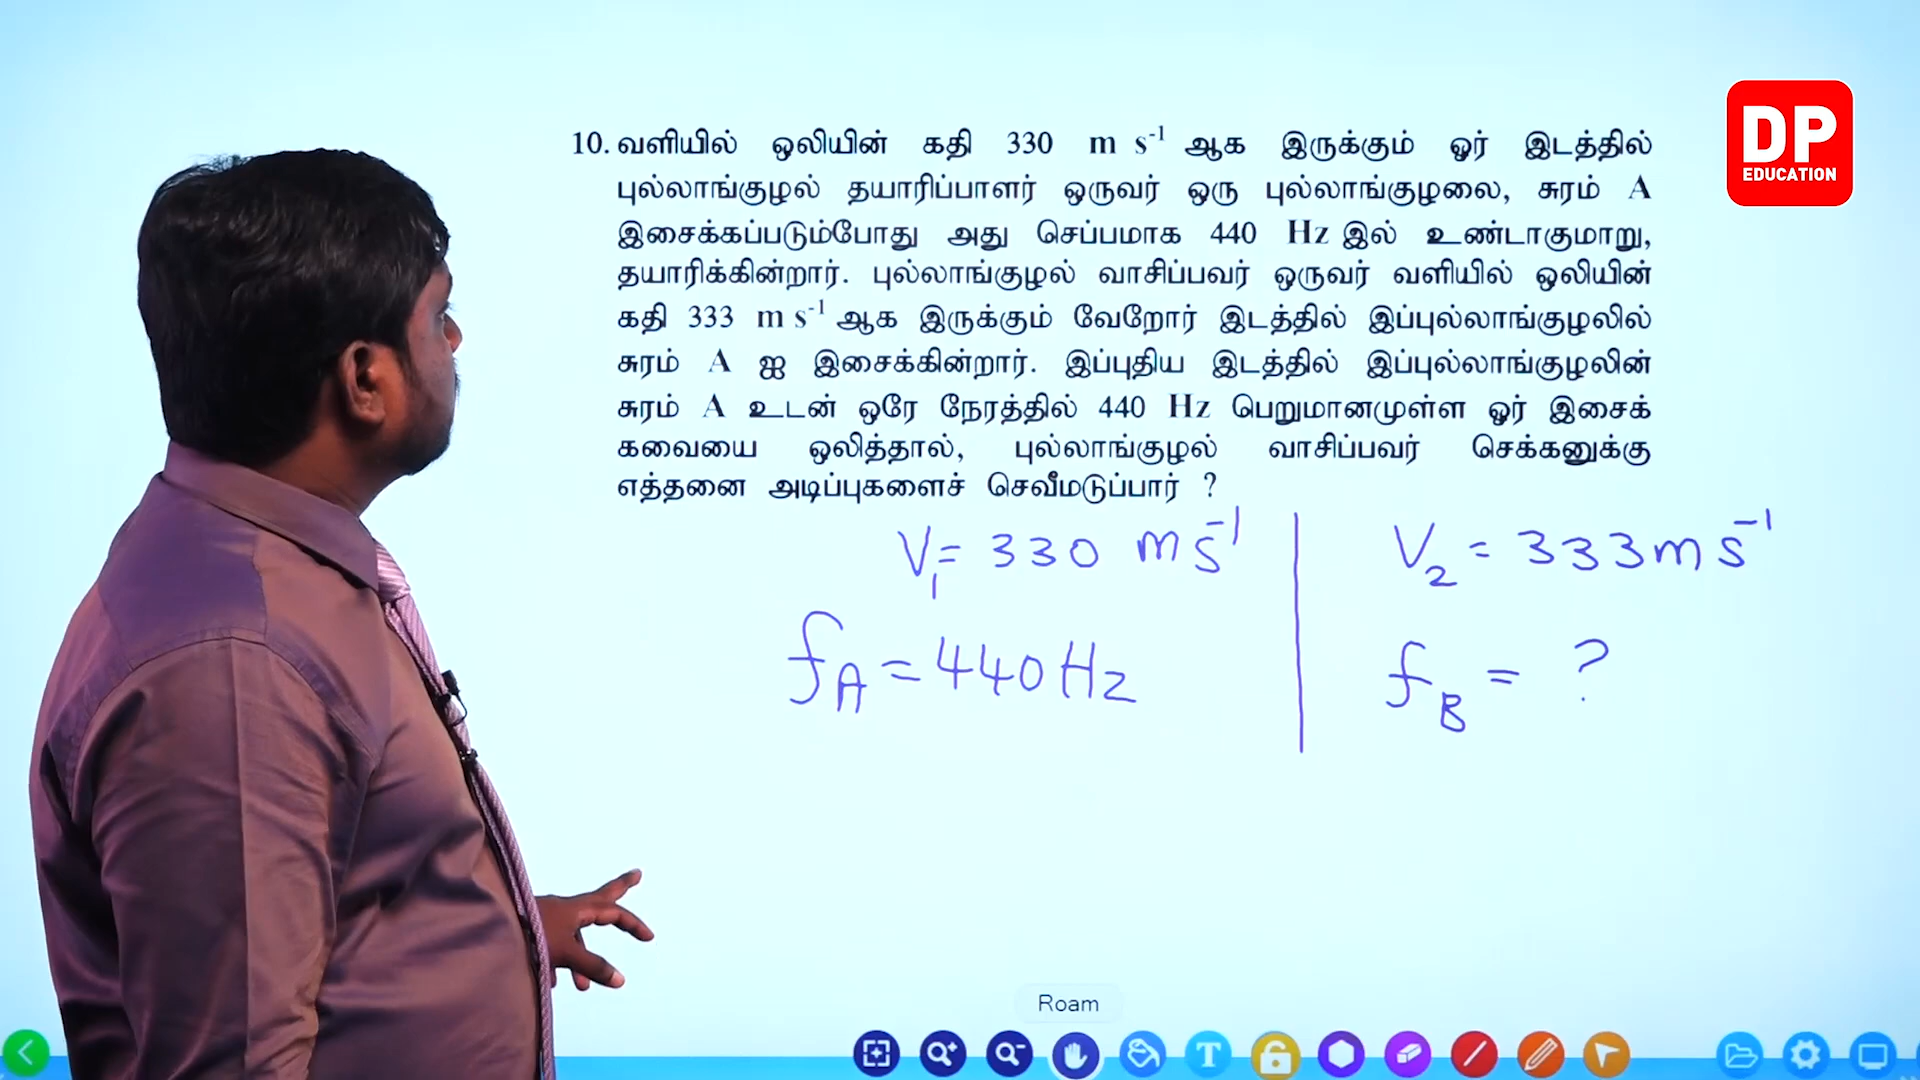 DP
EDUCATION
10. வளியில் ஒலியின் கதி 330 m s⁻¹ ஆக இருக்கும் ஓர் இடத்தில்
புல்லாங்குழல் தயாரிப்பாளர் ஒருவர் ஒரு புல்லாங்குழலை, சுரம் A
இசைக்கப்படும்போது அது செப்பமாக 440 Hz இல் உண்டாகுமாறு,
தயாரிக்கின்றார். புல்லாங்குழல் வாசிப்பவர் ஒருவர் வளியில் ஒலியின்
கதி 333 m s⁻¹ ஆக இருக்கும் வேறோர் இடத்தில் இப்புல்லாங்குழலில்
சுரம் A ஐ இசைக்கின்றார். இப்புதிய இடத்தில் இப்புல்லாங்குழலின்
சுரம் A உடன் ஒரே நேரத்தில் 440 Hz பெறுமானமுள்ள ஓர் இசைக்
கவையை ஒலித்தால், புல்லாங்குழல் வாசிப்பவர் செக்கனுக்கு
எத்தனை அடிப்புகளைச் செவீமடுப்பார் ?
V₁ = 330 m s⁻¹
V₂ = 333 m s⁻¹
f_A = 440 Hz
f_B = ?
Roam
T